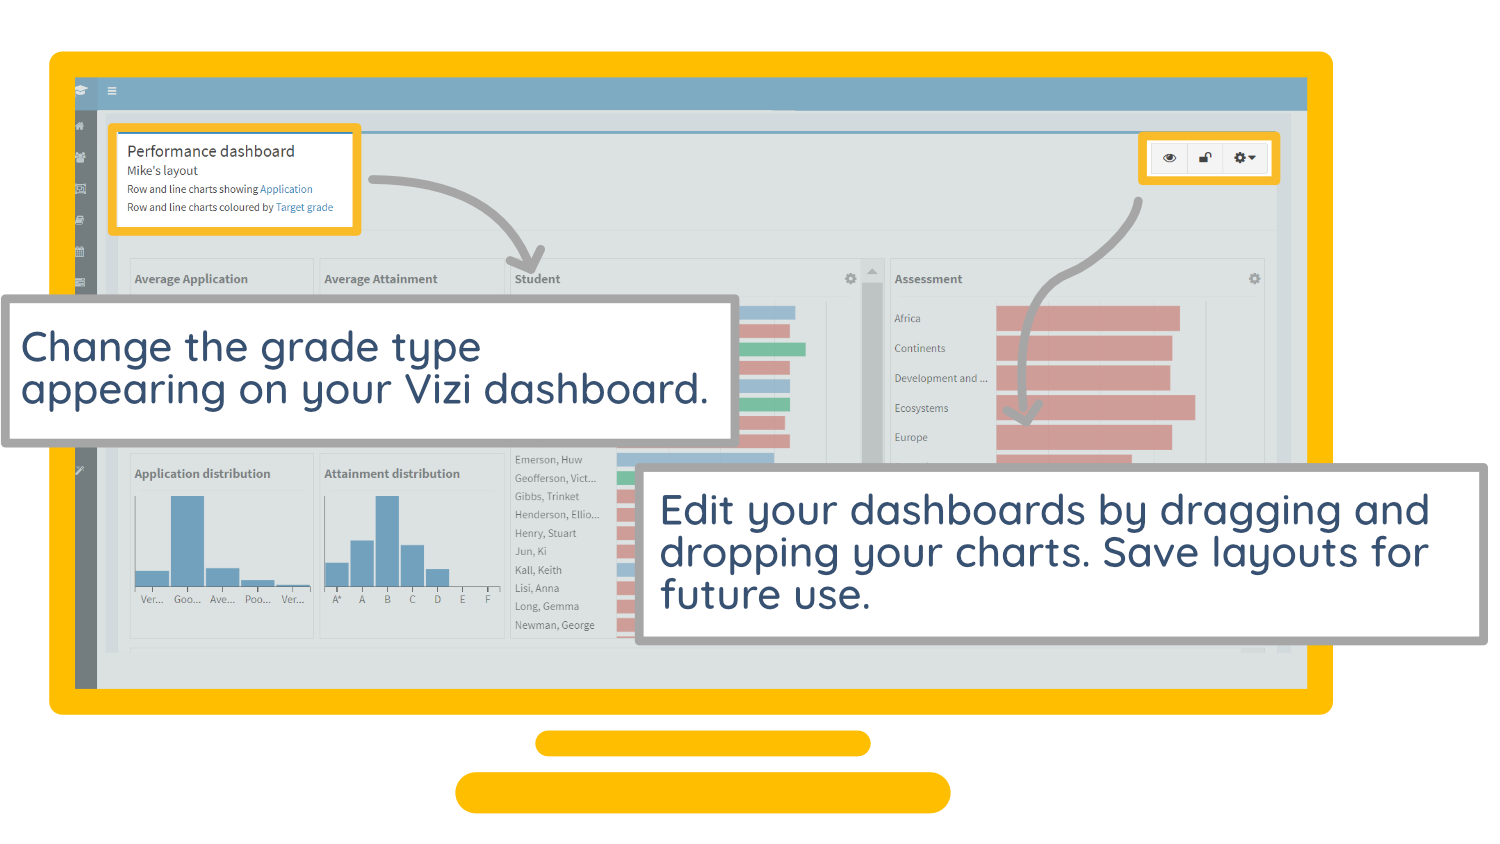 Performance dashboard
Mike's layout
Row and line charts showing Application
Row and line charts coloured by Target grade
Average Application
Average Attainment
Student
Assessment
Africa
Continents
Development and ...
Ecosystems
Europe
Change the grade type
appearing on your Vizi dashboard.
Application distribution
Ver... Goo... Ave... Poo... Ver...
Attainment distribution
A* A B C D E F
Emerson, Huw
Geofferson, Vict...
Gibbs, Trinket
Henderson, Ellio...
Henry, Stuart
Jun, Ki
Kall, Keith
Lisi, Anna
Long, Gemma
Newman, George
Edit your dashboards by dragging and
dropping your charts. Save layouts for
future use.